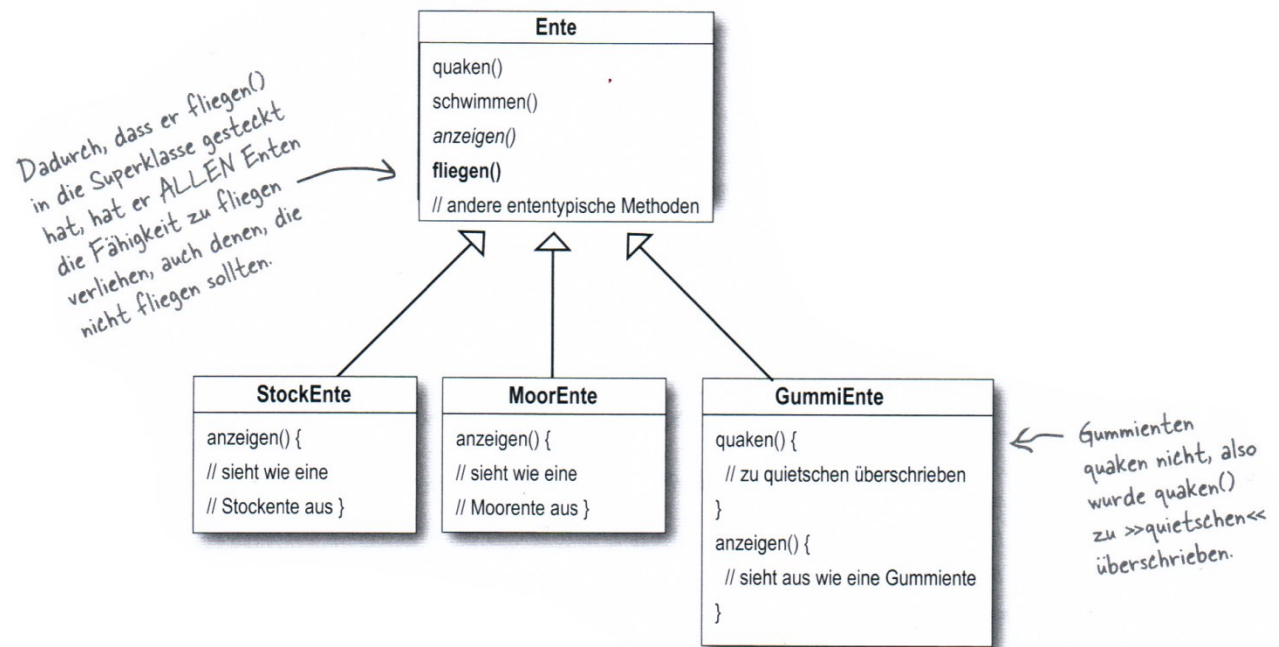 Ente
quaken()
schwimmen()
anzeigen()
fliegen()
// andere ententypische Methoden
Dadurch, dass er fliegen()
in die Superklasse gesteckt
hat, hat er ALLEN Enten
die Fähigkeit zu fliegen
verliehen, auch denen, die
nicht fliegen sollten.
StockEnte
anzeigen() {
// sieht wie eine
// Stockente aus }
MoorEnte
anzeigen() {
// sieht wie eine
// Moorente aus }
GummiEnte
quaken() {
// zu quietschen überschrieben
}
anzeigen() {
// sieht aus wie eine Gummiente
}
Gummienten
quaken nicht, also
wurde quaken()
zu >>quietschen<<
überschrieben.